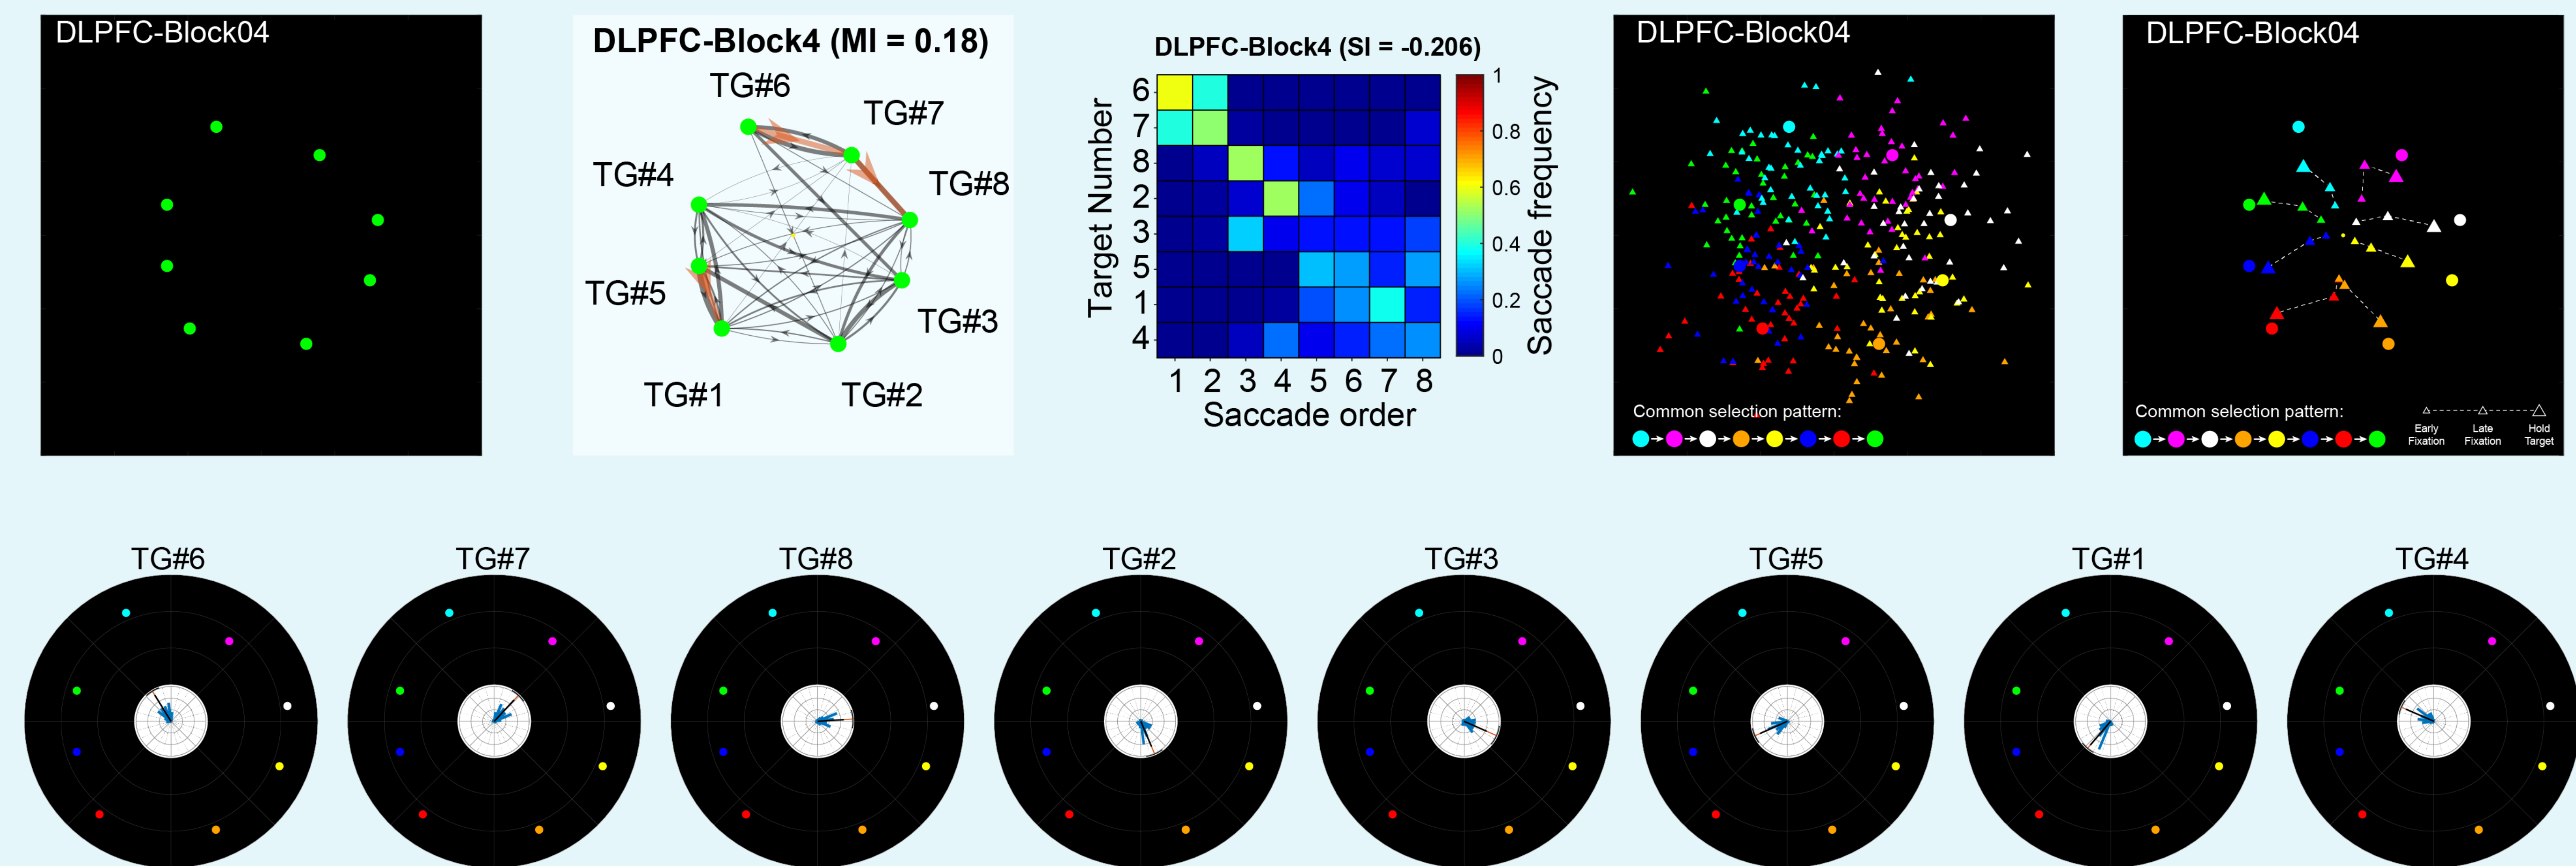 DLPFC-Block04
DLPFC-Block4 (MI = 0.18)
TG#6
TG#7
TG#4
TG#8
TG#5
TG#3
TG#1
TG#2
DLPFC-Block4 (SI = -0.206)
Target Number
6
7
8
2
3
5
1
4
1 2 3 4 5 6 7 8
Saccade order
1
0.8
0.6
0.4
0.2
0
Saccade frequency
DLPFC-Block04
Common selection pattern:
DLPFC-Block04
Common selection pattern:
Early
Fixation
Late
Fixation
Hold
Target
TG#6
TG#7
TG#8
TG#2
TG#3
TG#5
TG#1
TG#4